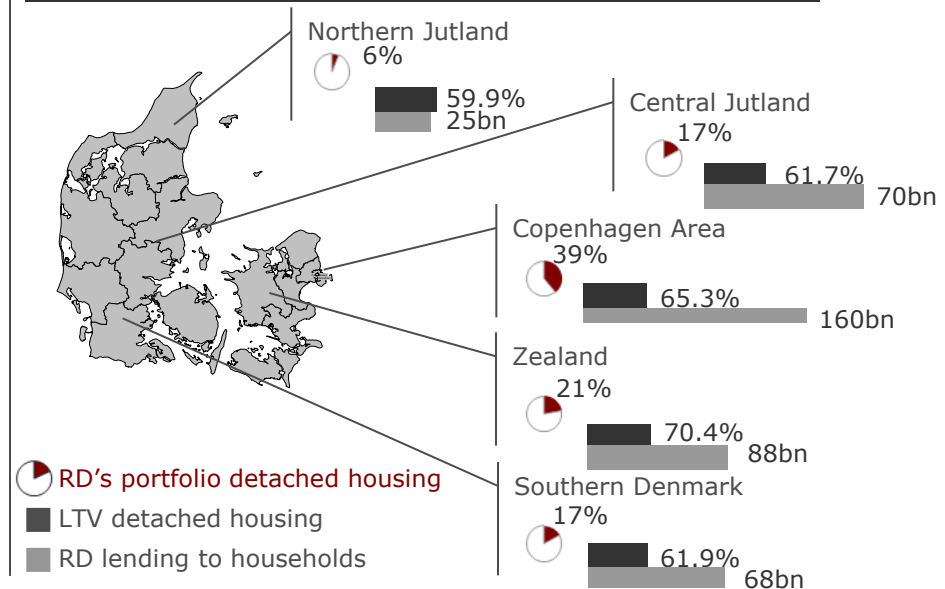 Northern Jutland
6%
59.9%
25bn
Central Jutland
17%
61.7%
70bn
Copenhagen Area
39%
65.3%
160bn
Zealand
21%
70.4%
88bn
Southern Denmark
17%
61.9%
68bn
RD’s portfolio detached housing
LTV detached housing
RD lending to households